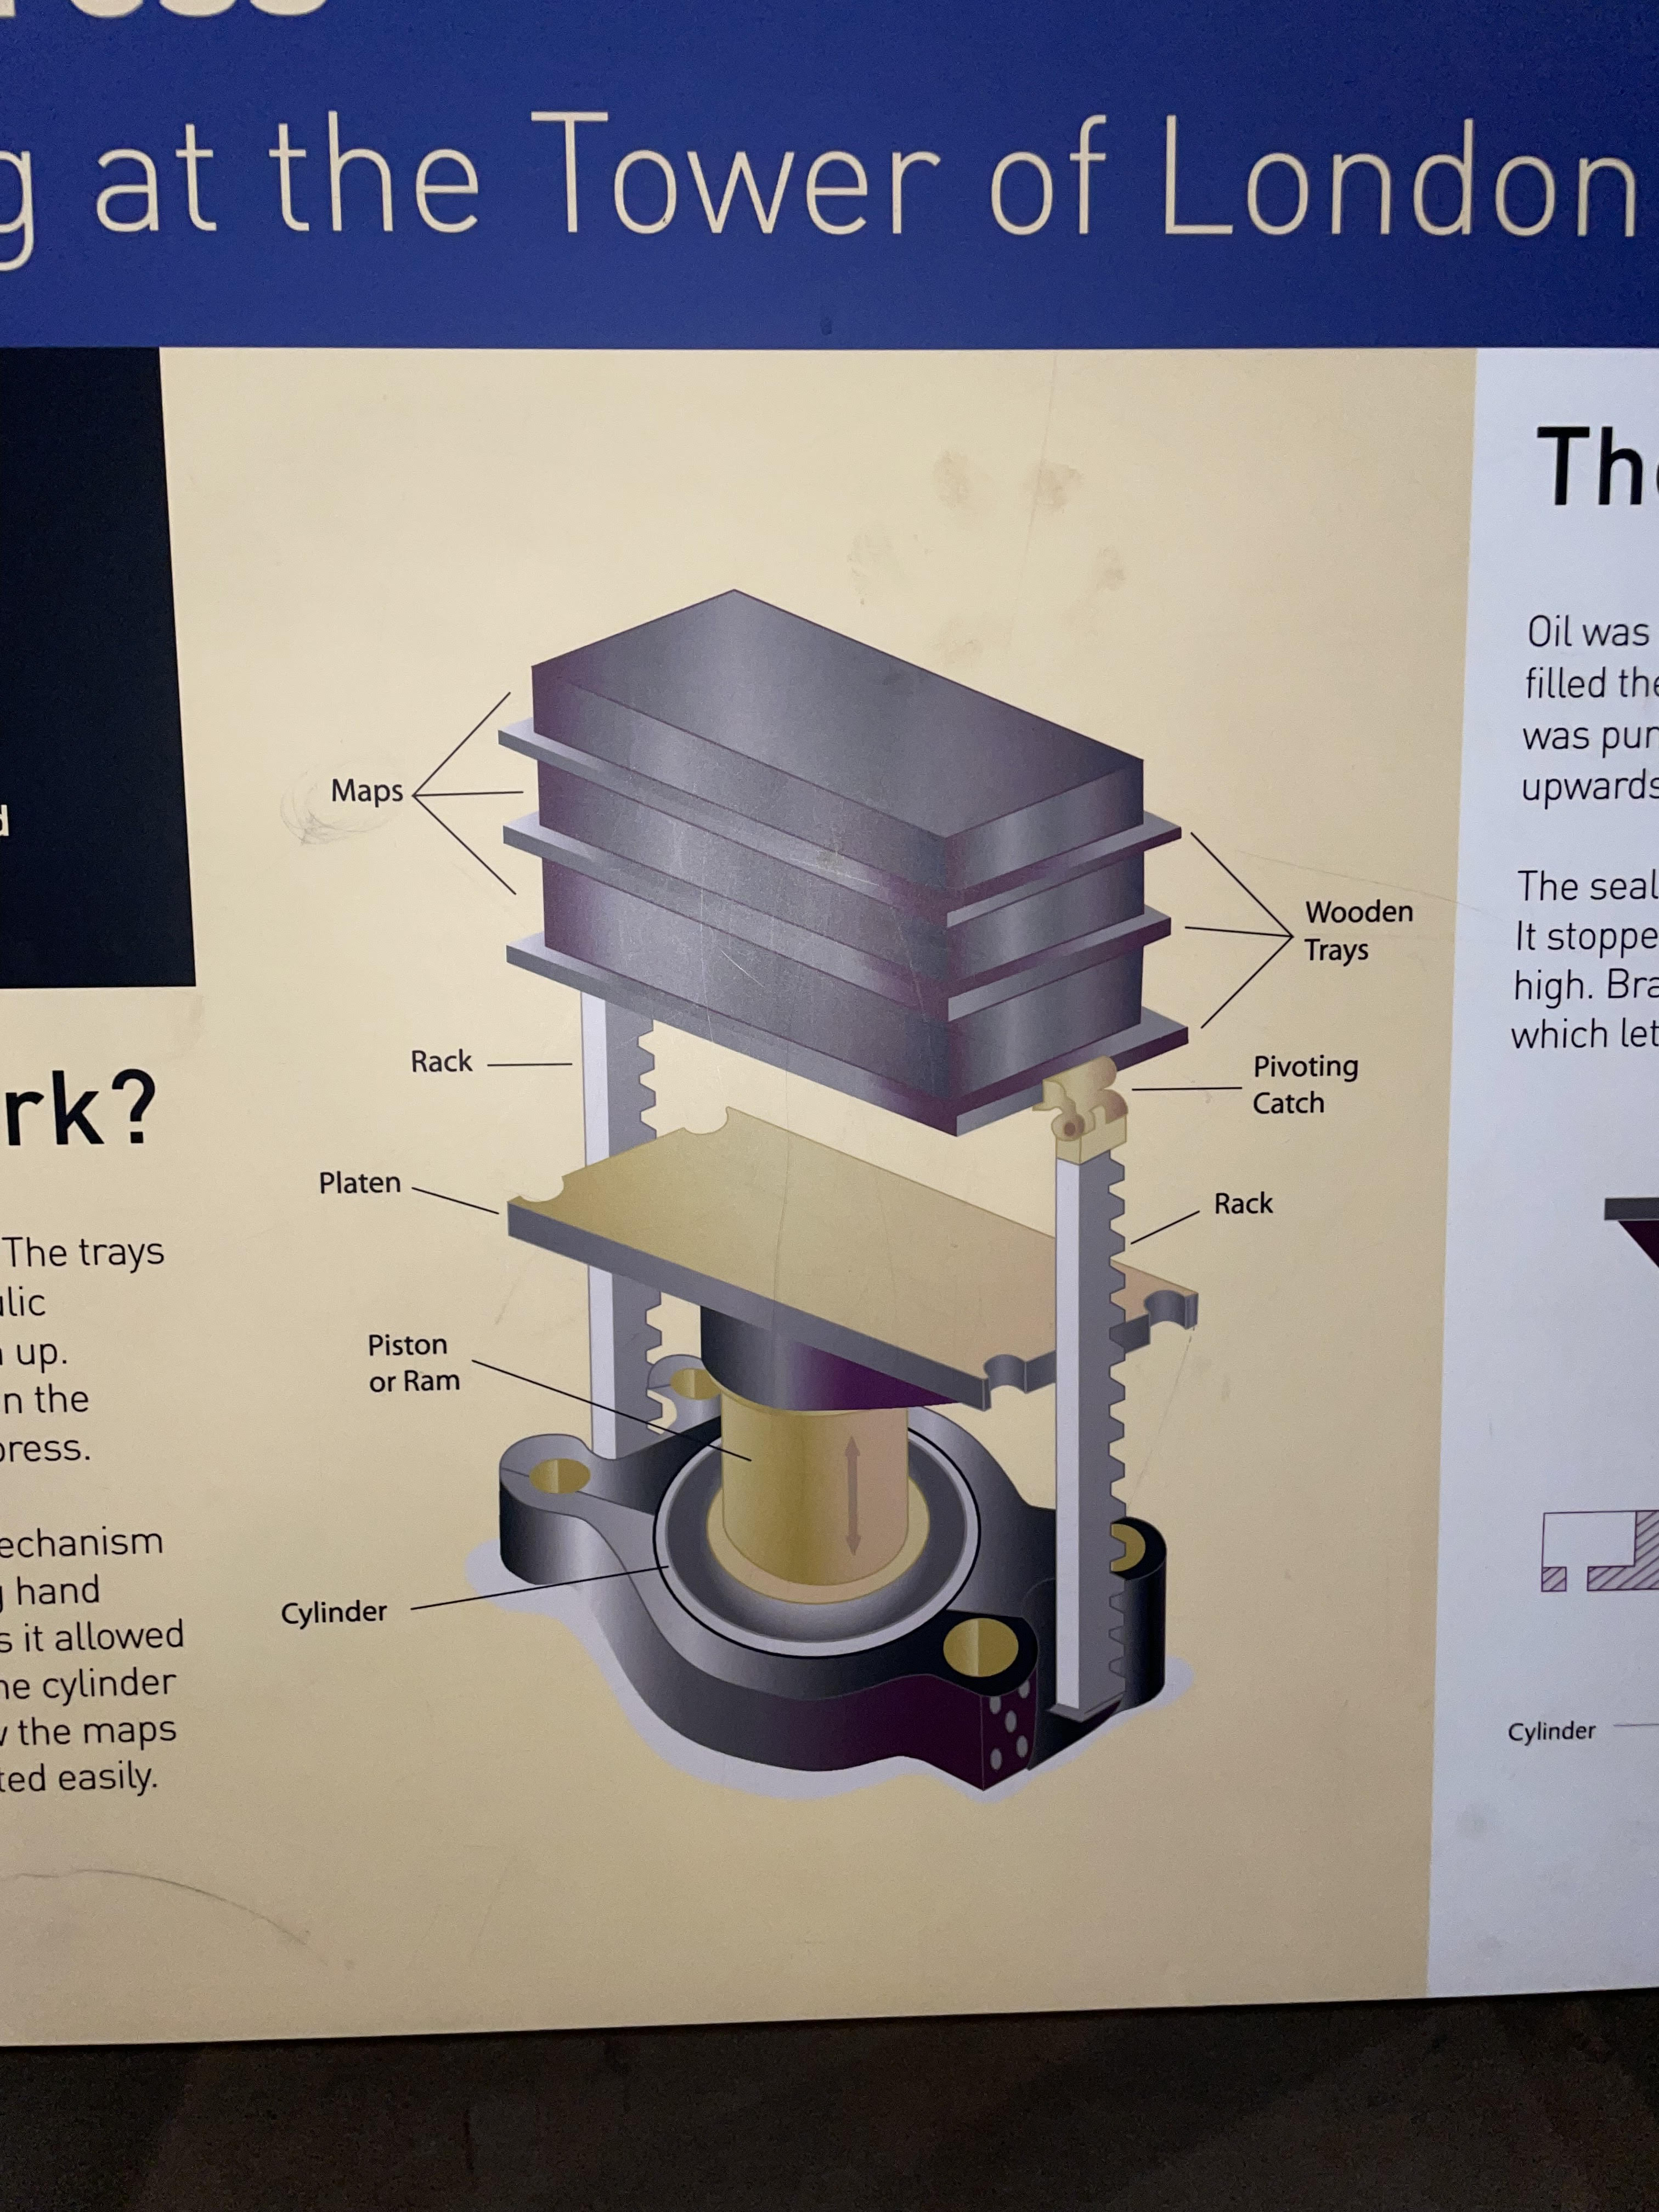 at the Tower of London
Maps
Wooden
Trays
Rack
Pivoting
Catch
Platen
Rack
Piston
or Ram
Cylinder
rk?
The trays
lic
up.
n the
press.
echanism
hand
s it allowed
he cylinder
the maps
ted easily.
Oil was
filled the
was pum
upwards
The seal
It stoppe
high. Bra
which let
Cylinder